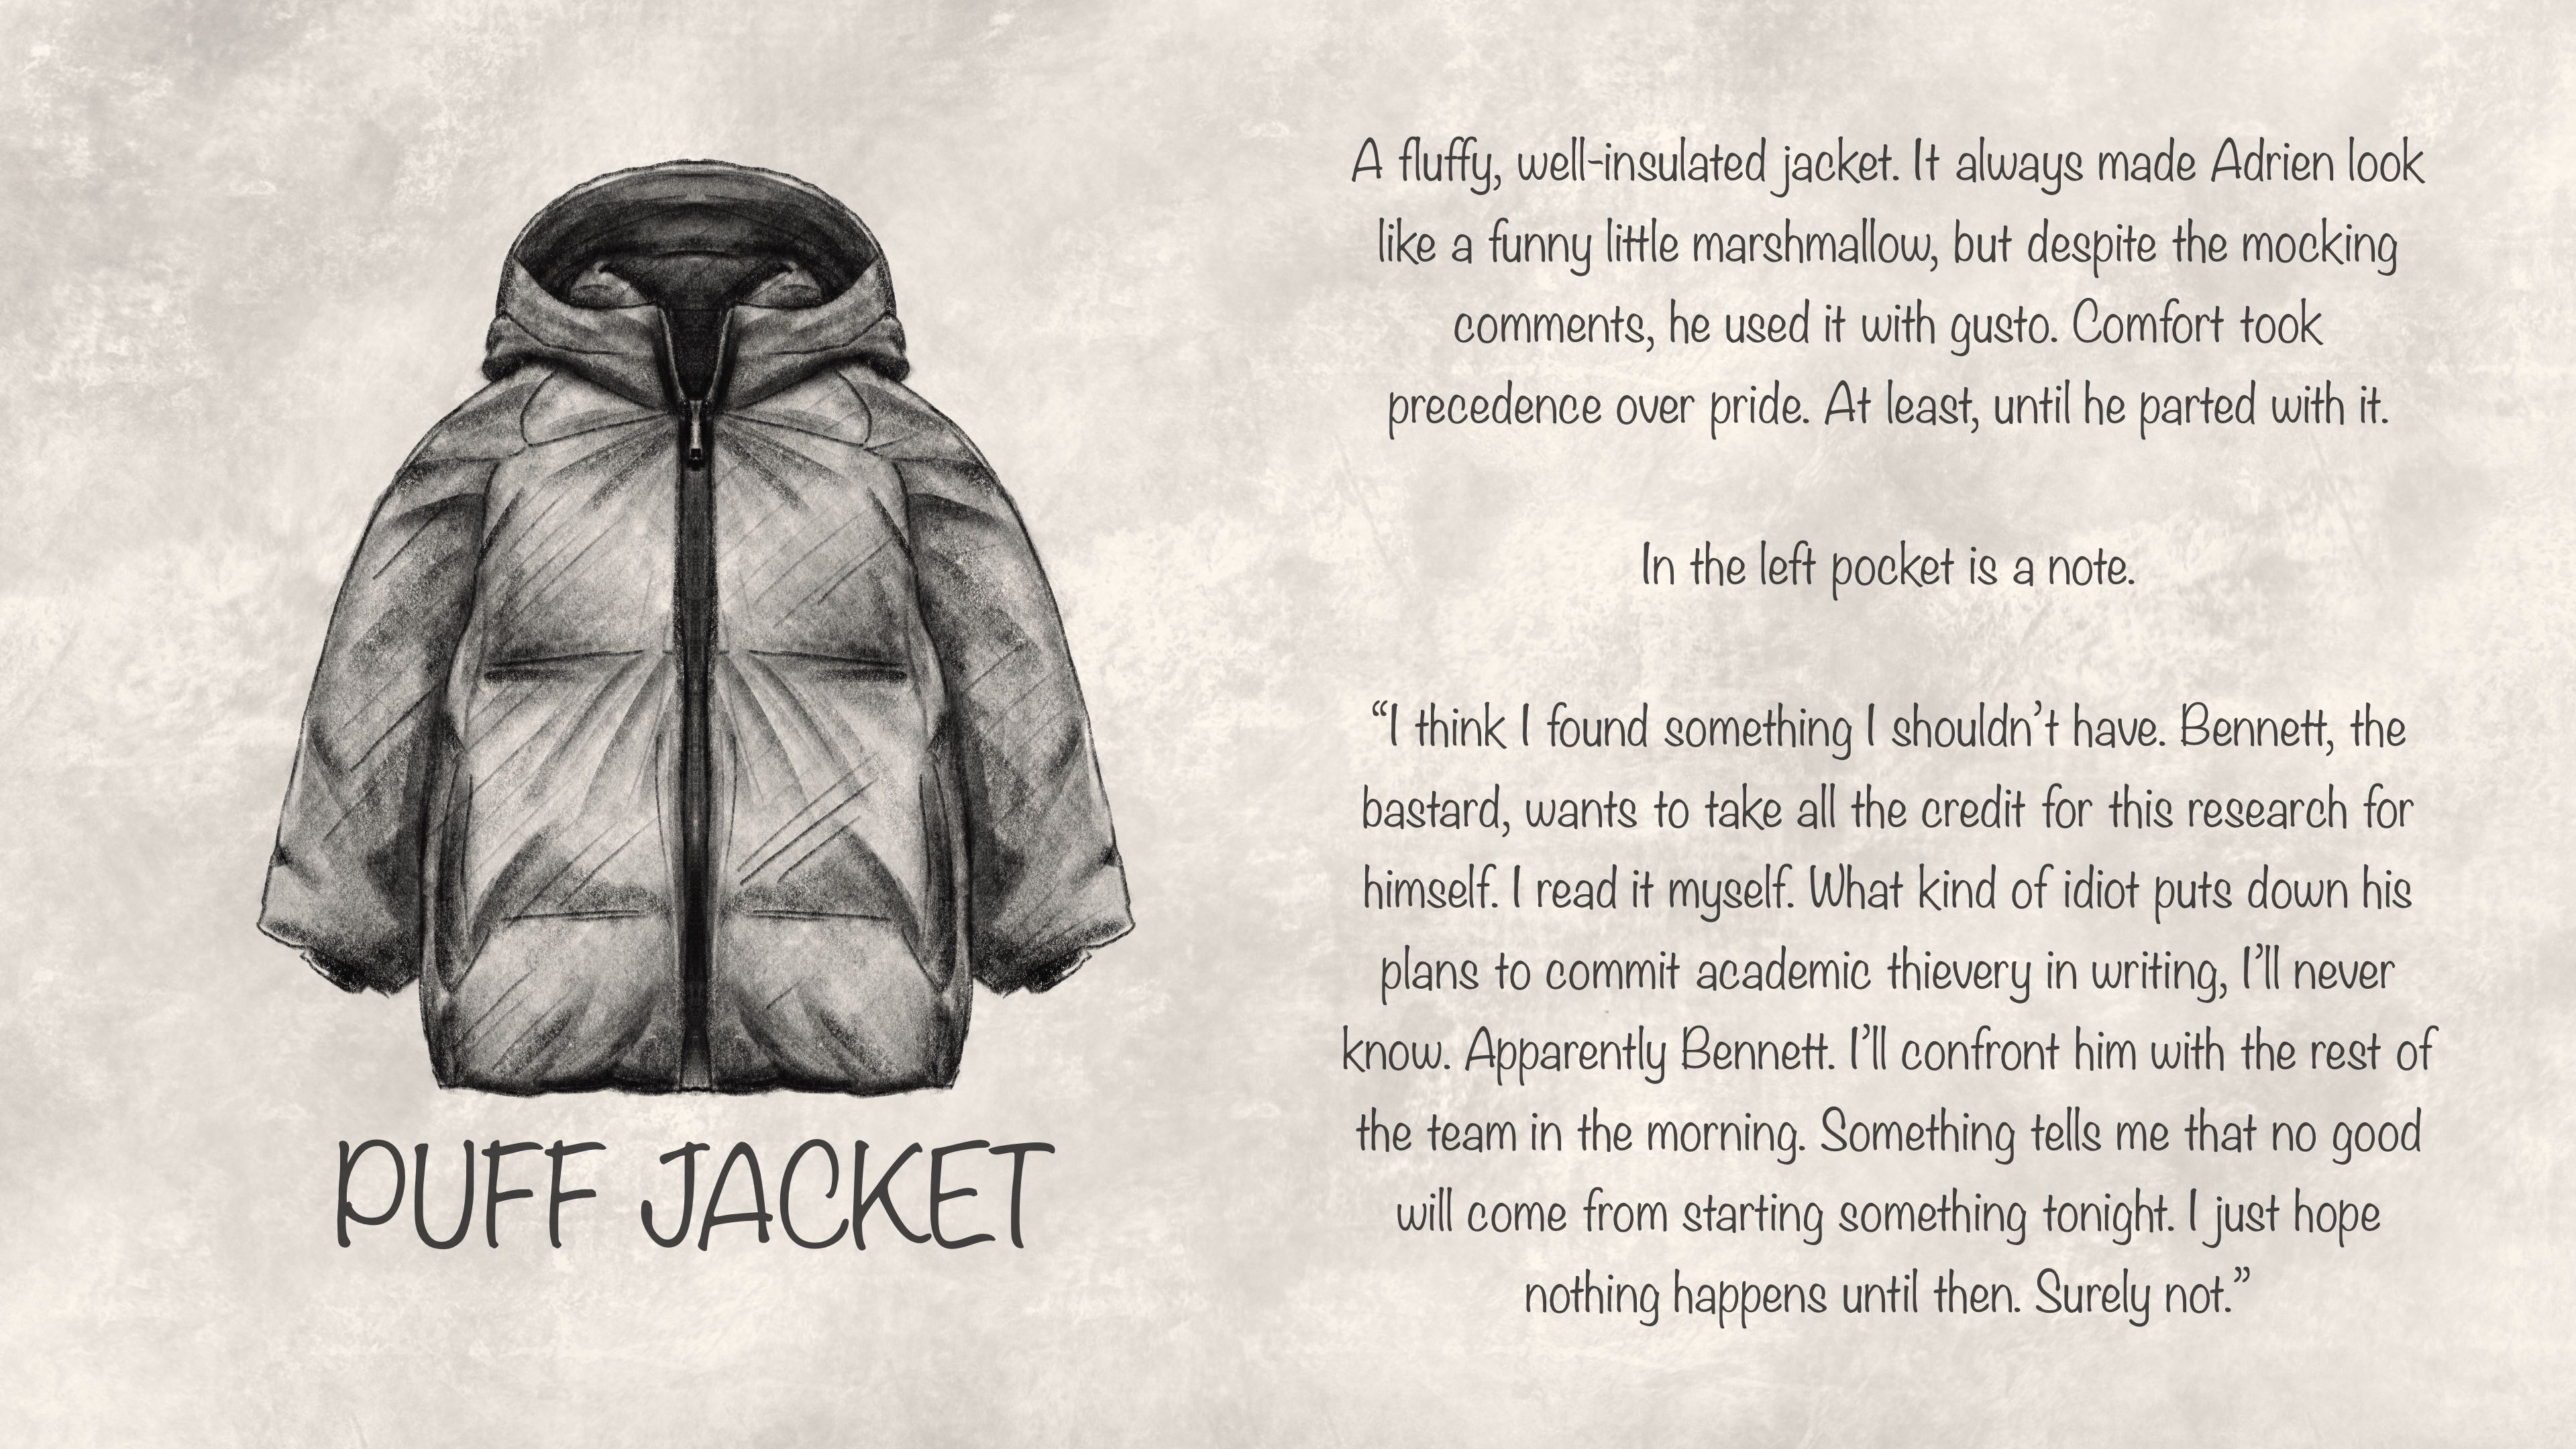 PUFF JACKET
A fluffy, well-insulated jacket. It always made Adrien look
like a funny little marshmallow, but despite the mocking
comments, he used it with gusto. Comfort took
precedence over pride. At least, until he parted with it.
In the left pocket is a note.
“I think I found something I shouldn’t have. Bennett, the
bastard, wants to take all the credit for this research for
himself. I read it myself. What kind of idiot puts down his
plans to commit academic thievery in writing, I’ll never
know. Apparently Bennett. I’ll confront him with the rest of
the team in the morning. Something tells me that no good
will come from starting something tonight. I just hope
nothing happens until then. Surely not.”